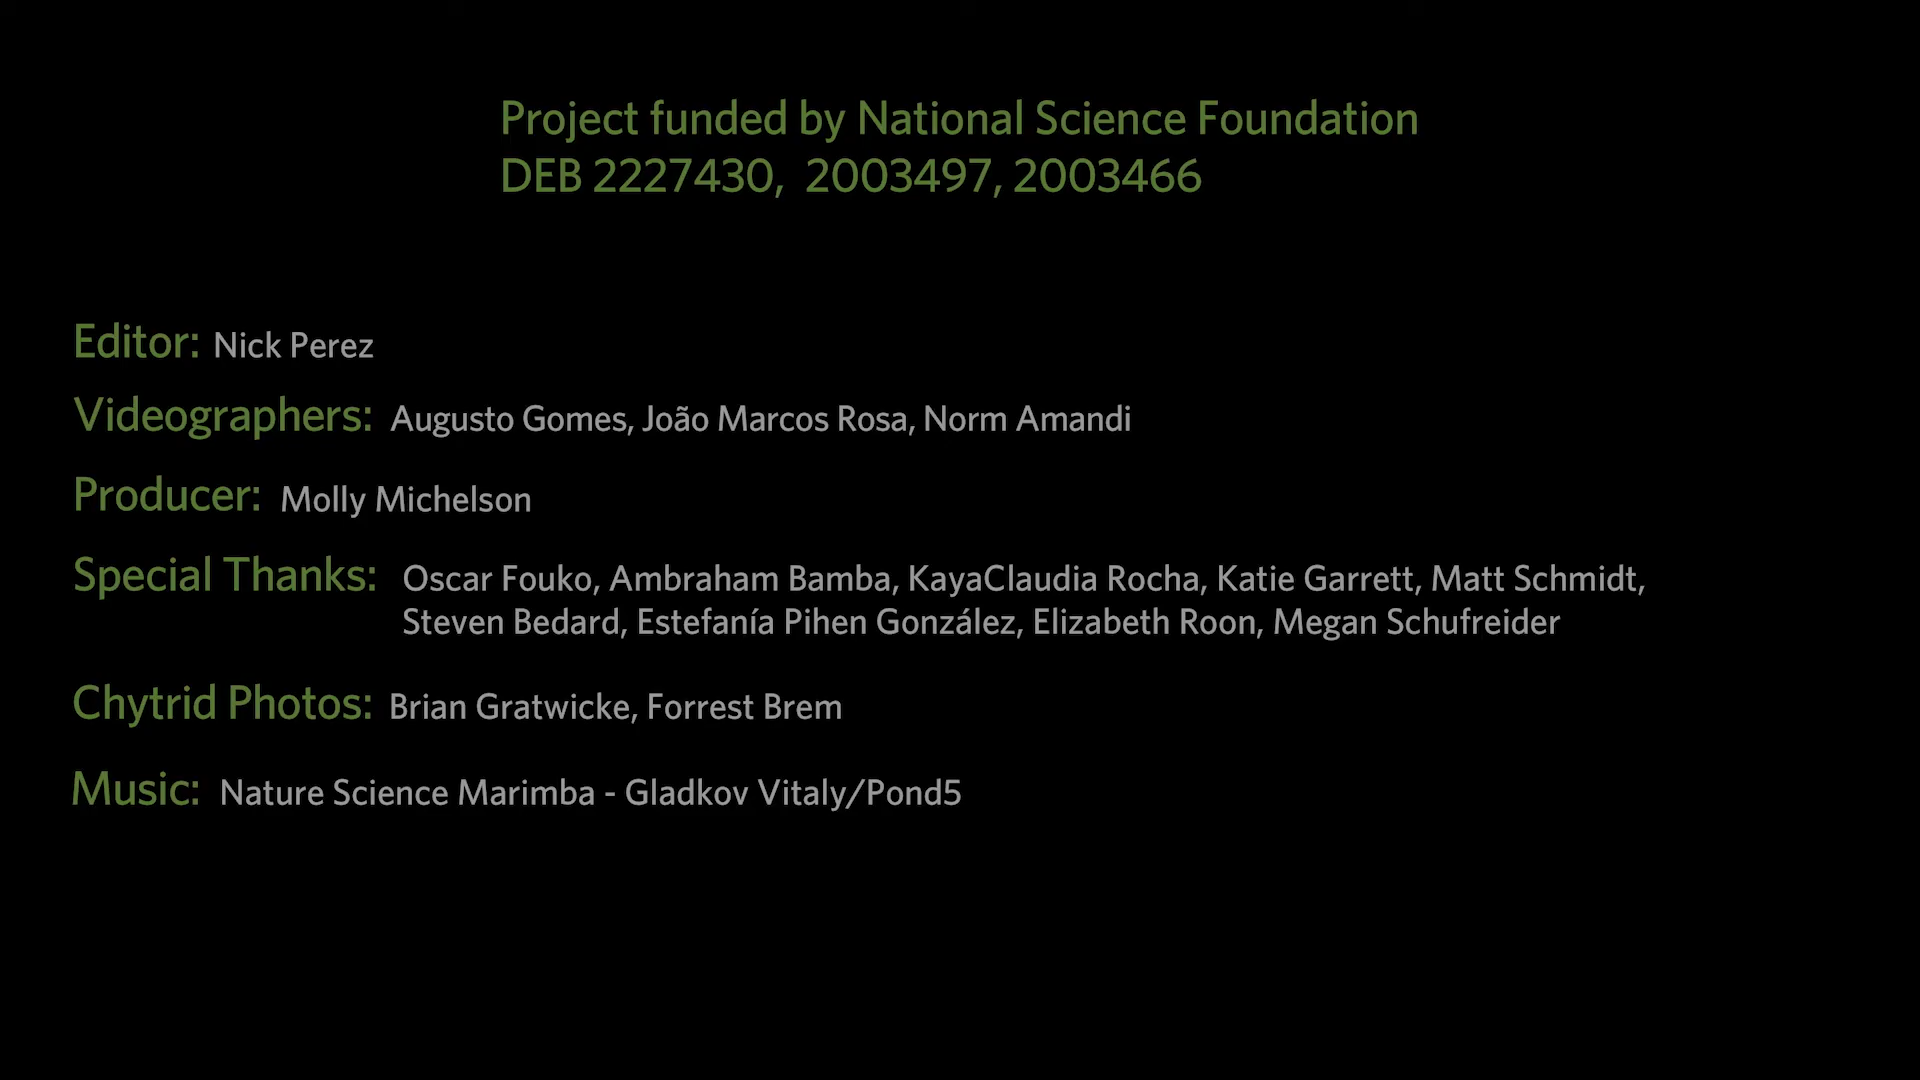 Project funded by National Science Foundation
DEB 2227430,  2003497, 2003466
Editor: Nick Perez
Videographers: Augusto Gomes, João Marcos Rosa, Norm Amandi
Producer: Molly Michelson
Special Thanks: Oscar Fouko, Ambraham Bamba, KayaClaudia Rocha, Katie Garrett, Matt Schmidt,
Steven Bedard, Estefanía Pihen González, Elizabeth Roon, Megan Schufreider
Chytrid Photos: Brian Gratwicke, Forrest Brem
Music: Nature Science Marimba - Gladkov Vitaly/Pond5